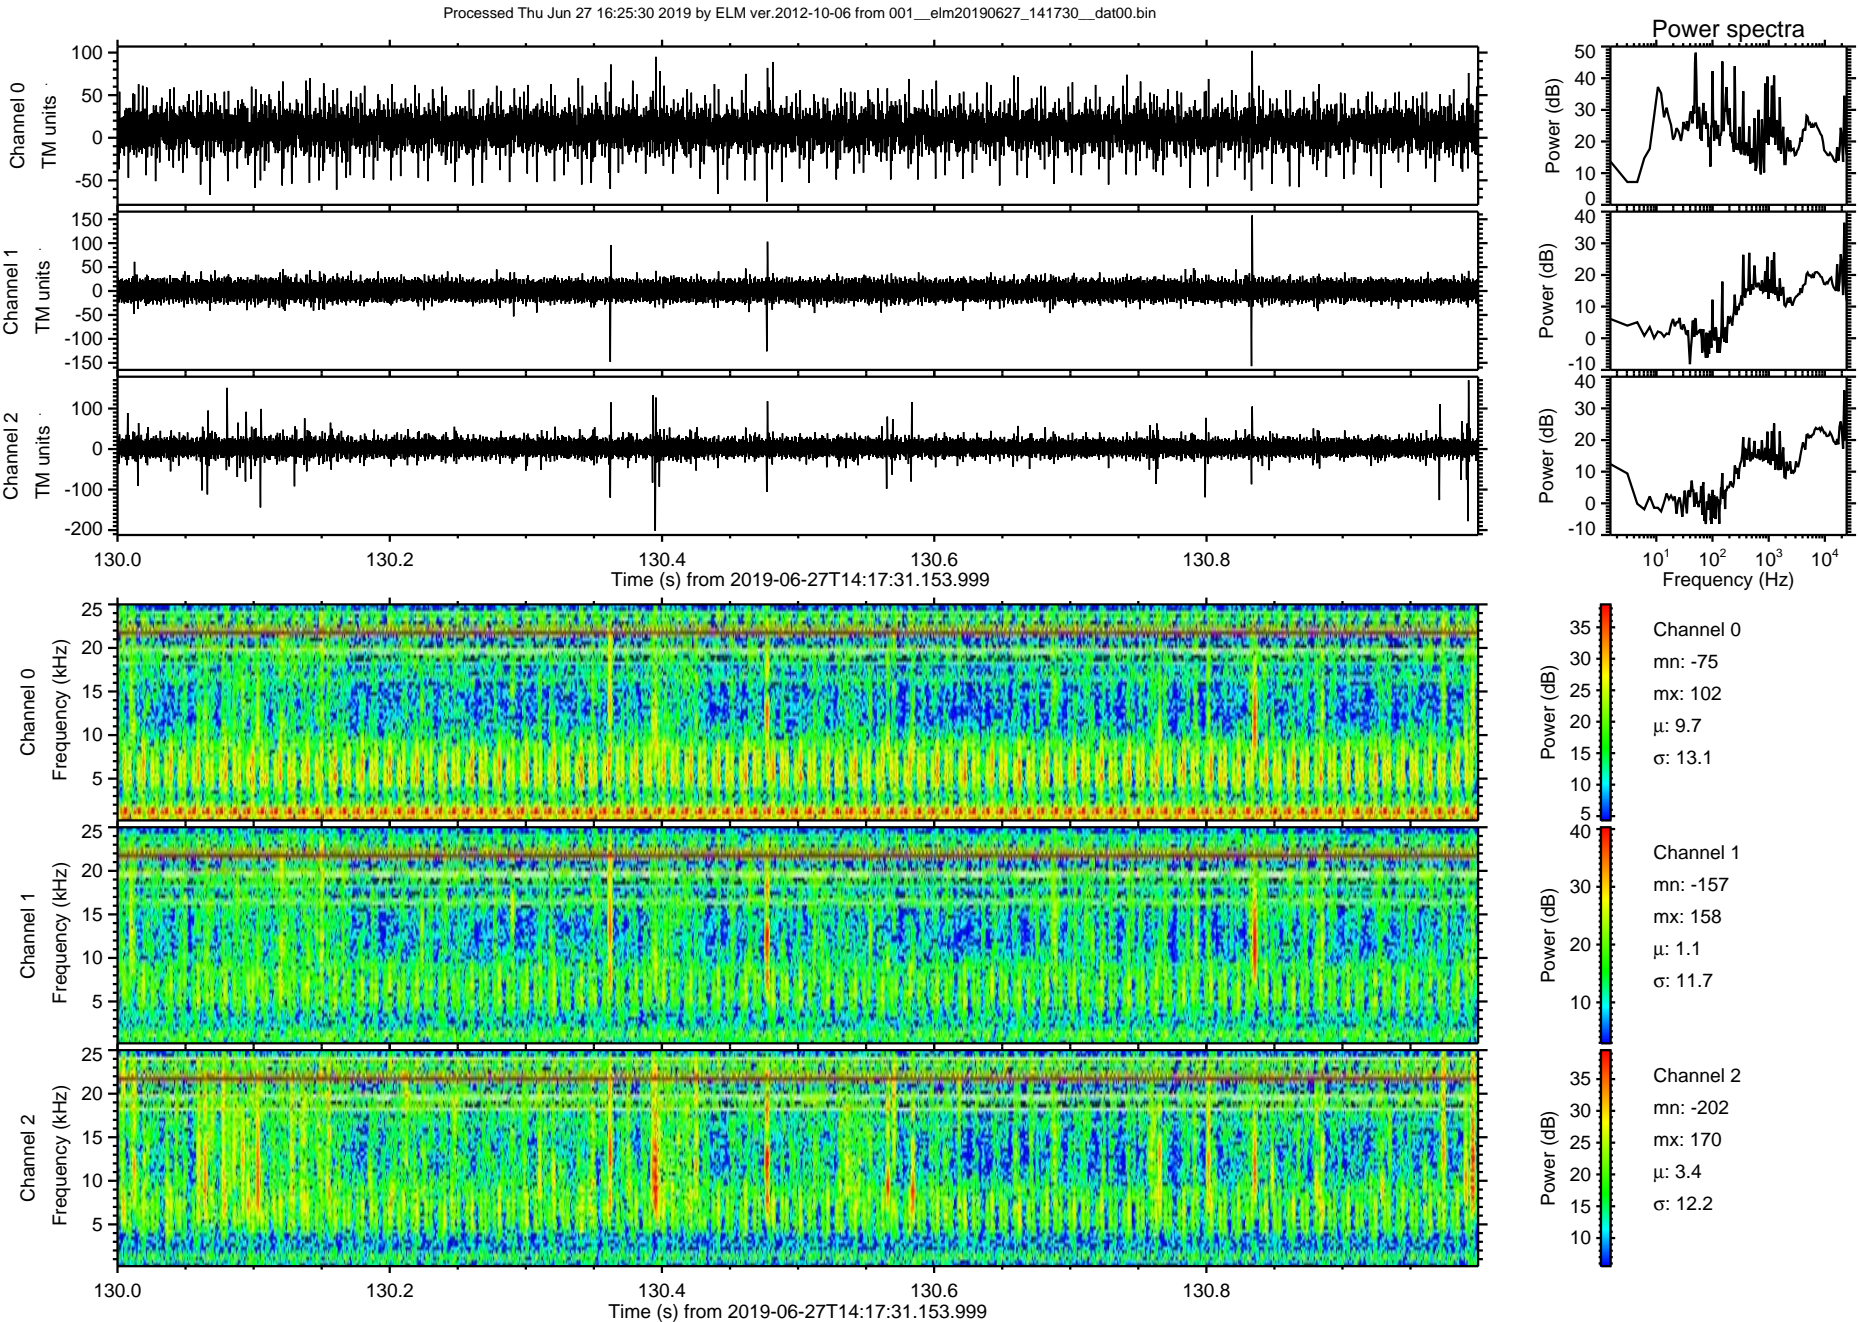 Processed Thu Jun 27 16:25:30 2019 by ELM ver.2012-10-06 from 001__elm20190627_141730__dat00.bin
Power spectra
Channel 0
TM units
100
50
0
-50
Power (dB)
50
40
30
20
10
0
Channel 1
TM units
150
100
50
0
-50
-100
-150
Power (dB)
40
30
20
10
0
-10
Channel 2
TM units
100
0
-100
-200
Power (dB)
40
30
20
10
0
-10
130.0 130.2 130.4 130.6 130.8
Time (s) from 2019-06-27T14:17:31.153.999
10^1 10^2 10^3 10^4
Frequency (Hz)
Channel 0
Frequency (kHz)
25
20
15
10
5
Power (dB)
35
30
25
20
15
10
5
Channel 0
mn: -75
mx: 102
μ: 9.7
σ: 13.1
Channel 1
Frequency (kHz)
25
20
15
10
5
Power (dB)
40
30
20
10
Channel 1
mn: -157
mx: 158
μ: 1.1
σ: 11.7
Channel 2
Frequency (kHz)
25
20
15
10
5
Power (dB)
35
30
25
20
15
10
Channel 2
mn: -202
mx: 170
μ: 3.4
σ: 12.2
130.0 130.2 130.4 130.6 130.8
Time (s) from 2019-06-27T14:17:31.153.999